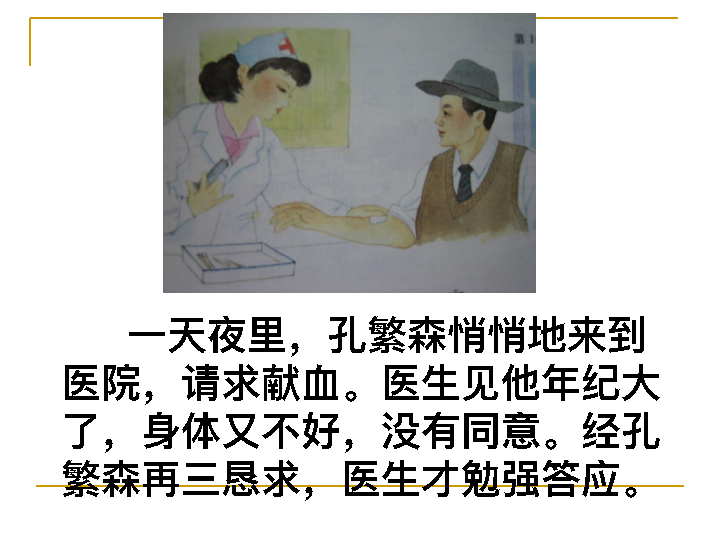 第1
一天夜里，孔繁森悄悄地来到
医院，请求献血。医生见他年纪大
了，身体又不好，没有同意。经孔
繁森再三恳求，医生才勉强答应。